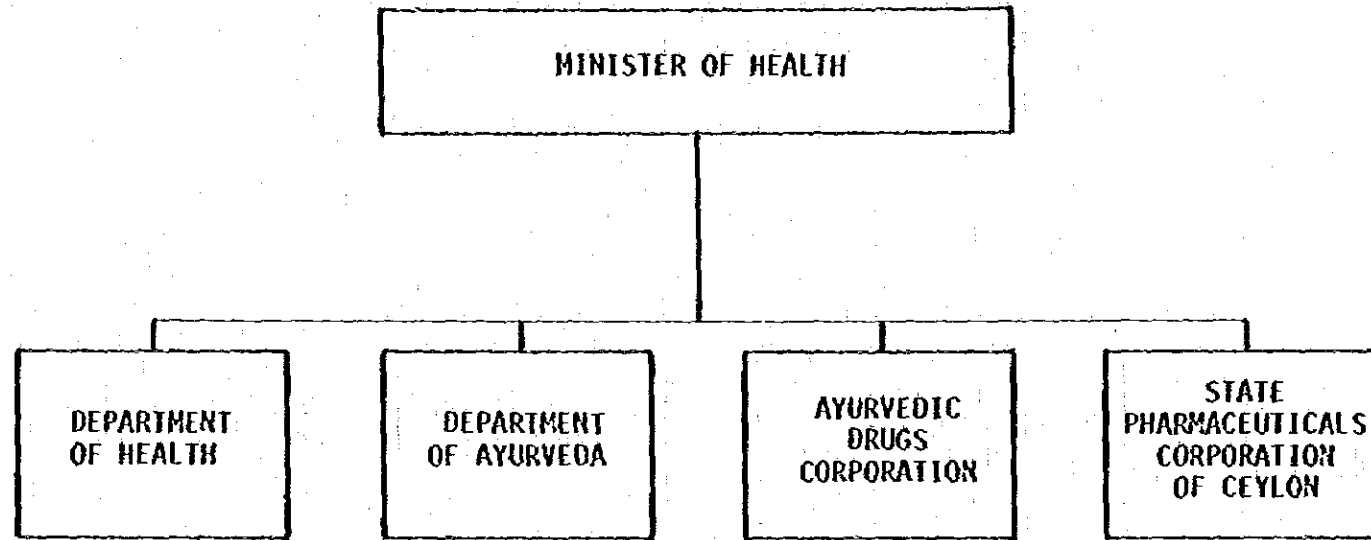 MINISTER OF HEALTH
DEPARTMENT
OF HEALTH
DEPARTMENT
OF AYURVEDA
AYURVEDIC
DRUGS
CORPORATION
STATE
PHARMACEUTICALS
CORPORATION
OF CEYLON